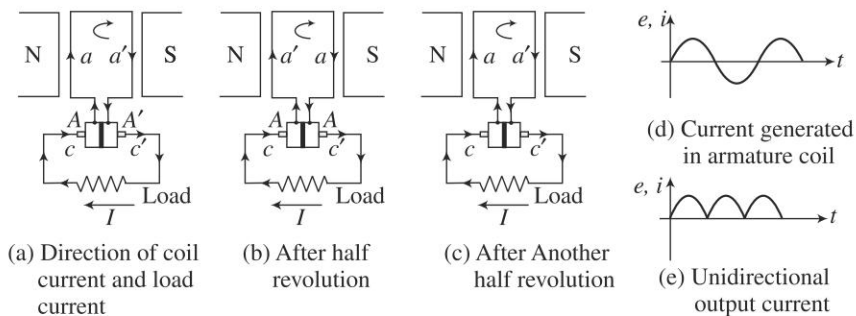 N a a′ S
A A′
c c′
Load
I
(a) Direction of coil
current and load
current
N a′ a S
A A
c c′
Load
I
(b) After half
revolution
N a a′ S
c c′
Load
I
(c) After Another
half revolution
e, i
t
(d) Current generated
in armature coil
e, i
t
(e) Unidirectional
output current